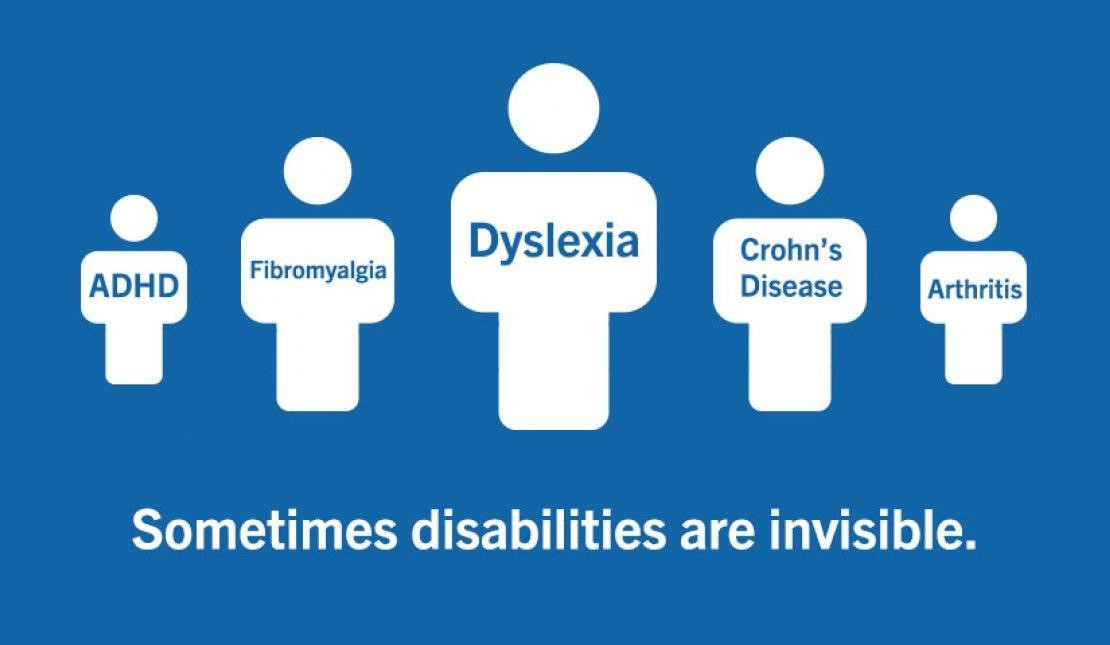 ADHD
Fibromyalgia
Dyslexia
Crohn's
Disease
Arthritis
Sometimes disabilities are invisible.